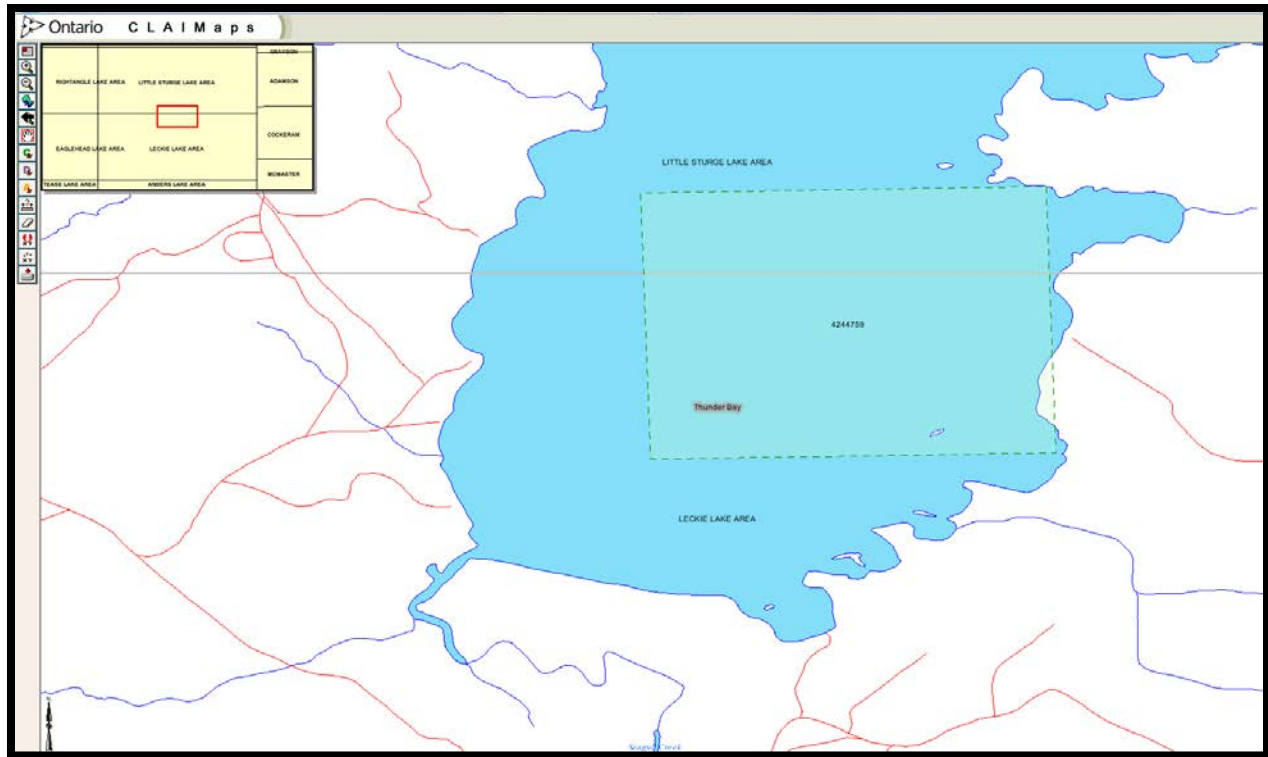 Ontario CLAIMaps
GRAYSON
RIGHTANGLE LAKE AREA
LITTLE STURGE LAKE AREA
ADAMSON
EAGLEHEAD LAKE AREA
LECKIE LAKE AREA
COCKERAM
MCMASTER
TEASE LAKE AREA
ANDERS LAKE AREA
LITTLE STURGE LAKE AREA
4244759
Thunder Bay
LECKIE LAKE AREA
Creek